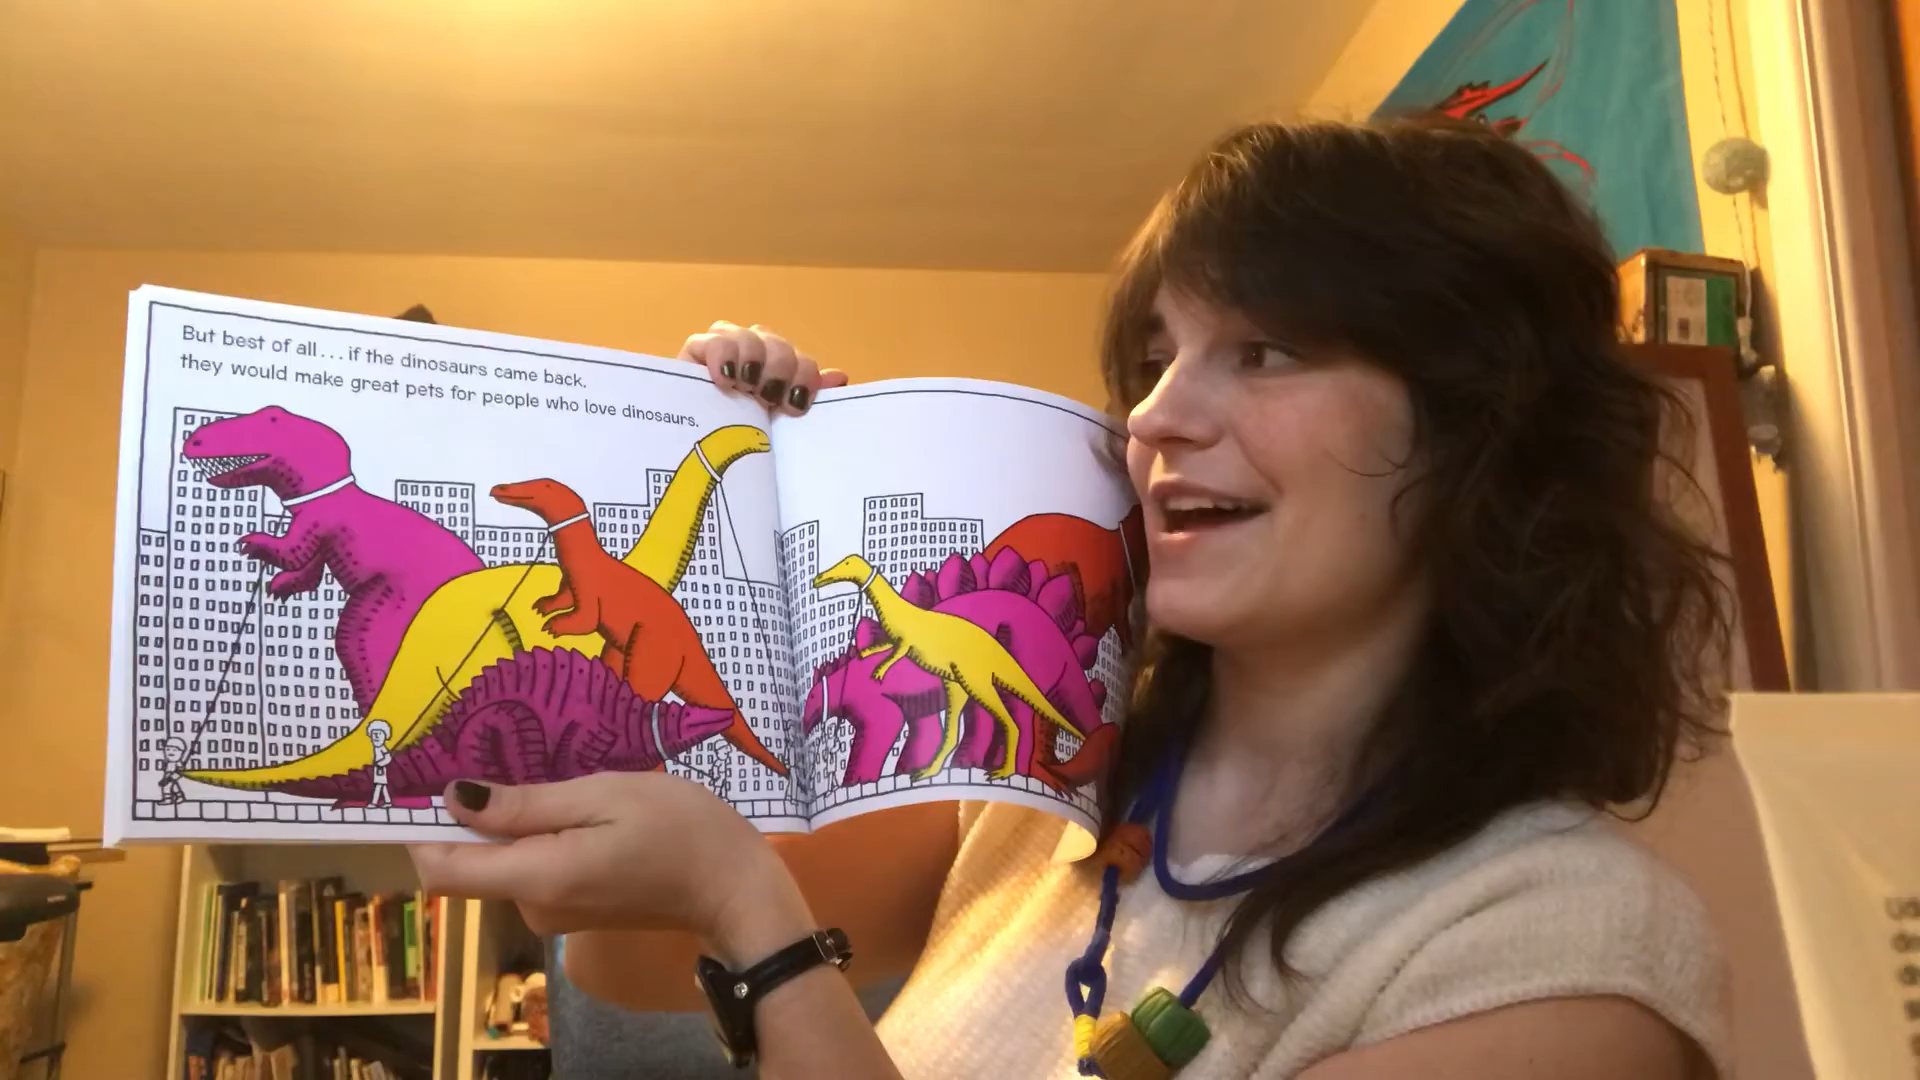 But best of all... if the dinosaurs came back.
they would make great pets for people who love dinosaurs.